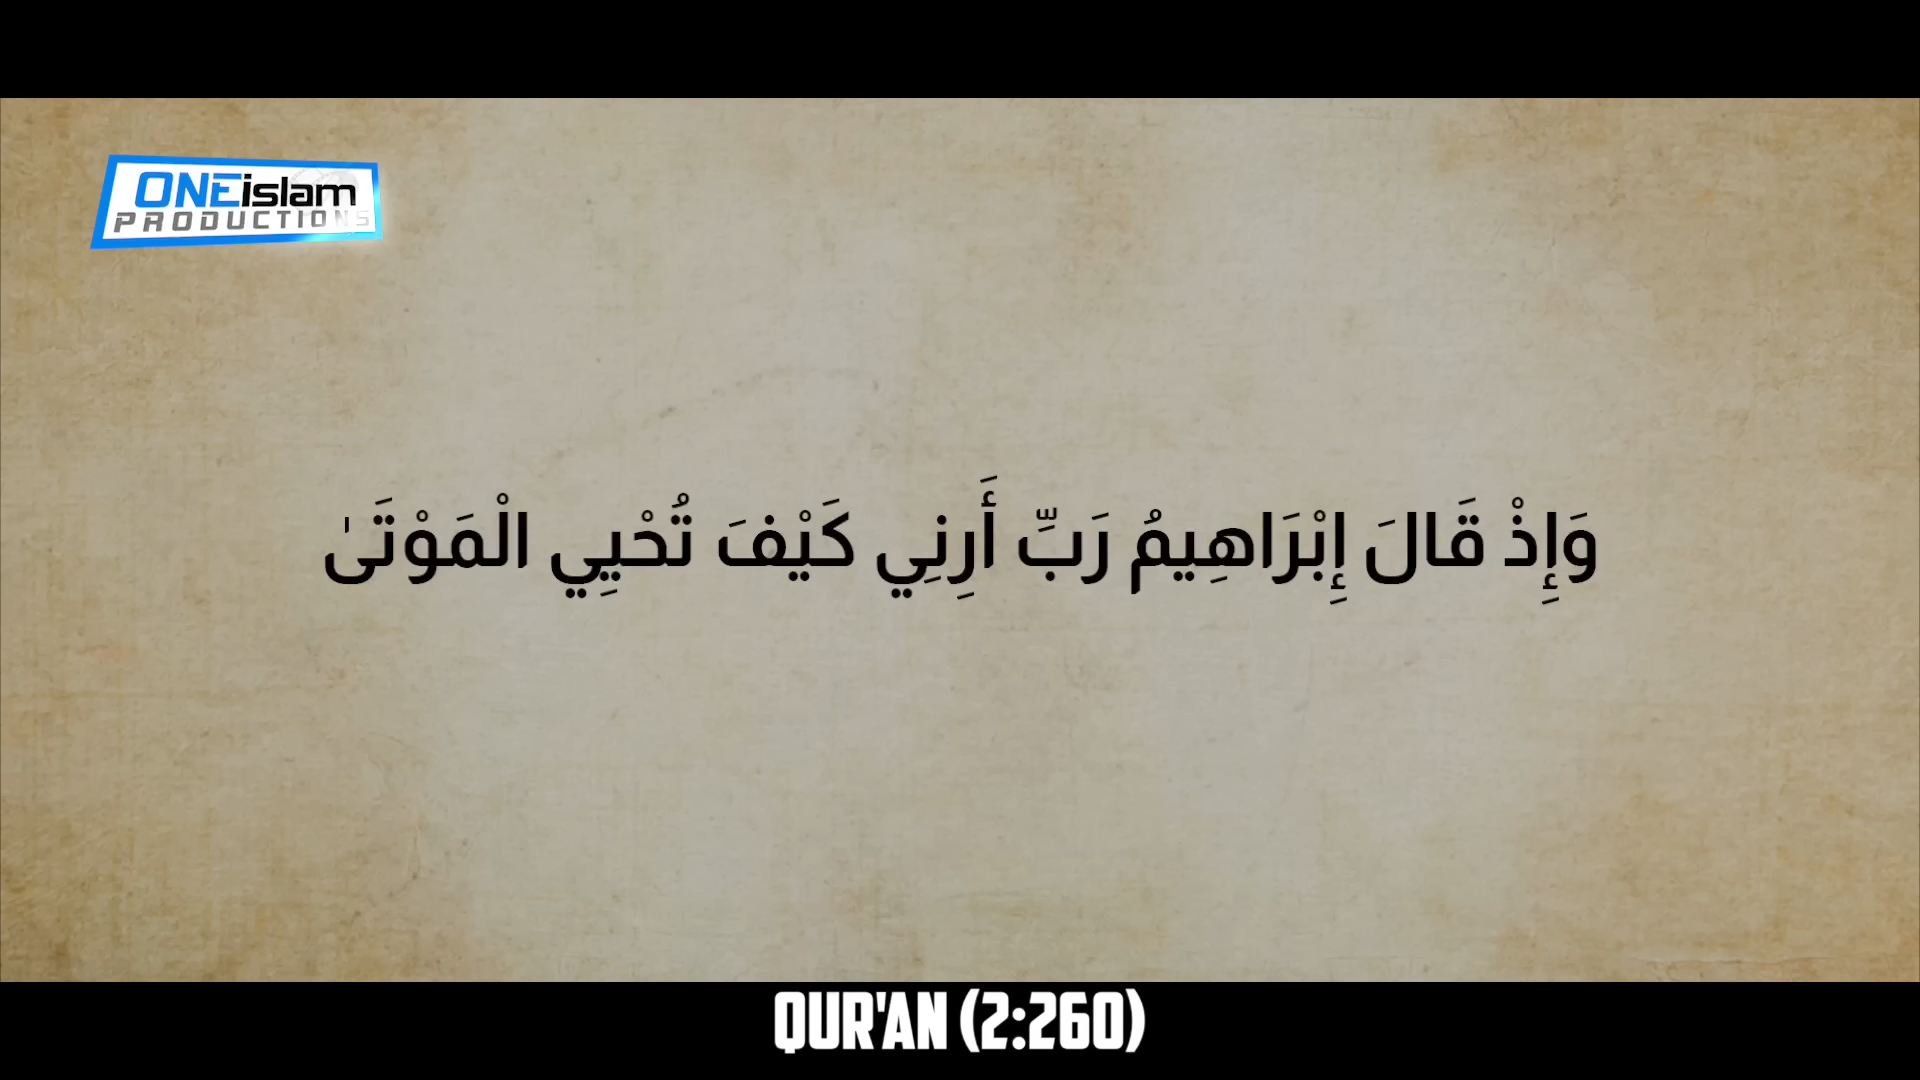 ONEislam
PRODUCTIONS
وَإِذْ قَالَ إِبْرَاهِيمُ رَبِّ أَرِنِي كَيْفَ تُحْيِي الْمَوْتَىٰ
QUR'AN (2:260)